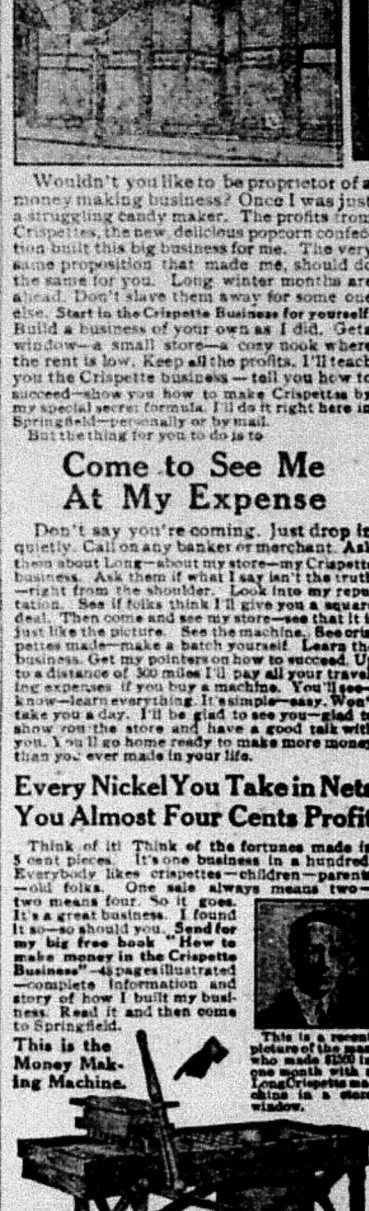 Wouldn't you like to be proprietor of a
money making business? Once I was just
a struggling candy maker. The profits from
Crispettes, the new delicious popcorn confec-
tion built this big business for me. The very
same proposition that made me, should do
the same for you. Long winter months are
ahead. Don't slave them away for some one
else. Start in the Crispette Business for yourself.
Build a business of your own as I did. Get a
window—a small store—a cozy nook where
the rent is low. Keep all the profits. I'll teach
you the Crispette business—tell you how to
succeed—show you how to make Crispettes by
my special secret formula. I'll do it right here in
Springfield—personally or by mail.
But the thing for you to do is to
Come to See Me
At My Expense
Don't say you're coming. Just drop in
quietly. Call on any banker or merchant. Ask
them about Long—about my store—my Crispette
business. Ask them if what I say isn't the truth
—right from the shoulder. Look into my repu
tation. See if folks think I'll give you a square
deal. Then come and see my store—see that it is
just like the picture. See the machine. See cris
pettes made—make a batch yourself. Learn the
business. Get my pointers on how to succeed. Up
to a distance of 300 miles I'll pay all your travel
ing expenses if you buy a machine. You'll see—
know—learn everything. It's simple—easy. Won't
take you a day. I'll be glad to see you—glad to
show you the store and have a good talk with
you. You'll go home ready to make more money
than you ever made in your life.
Every Nickel You Take in Nets
You Almost Four Cents Profit
Think of it! Think of the fortunes made in
5 cent pieces. It's one business in a hundred
Everybody likes crispettes—children—parents
—old folks. One sale always means two—
two means four. So it goes.
It's a great business. I found
it so—so should you. Send for
my big free book "How to
make money in the Crispette
Business"—48 pages illustrated
—complete information and
story of how I built my busi-
ness. Read it and then come
to Springfield.
This is the
Money Mak-
ing Machine.
This is a recent
picture of the man
who made $1500 in
one month with a
Long Crispette ma
chine in a store
window.